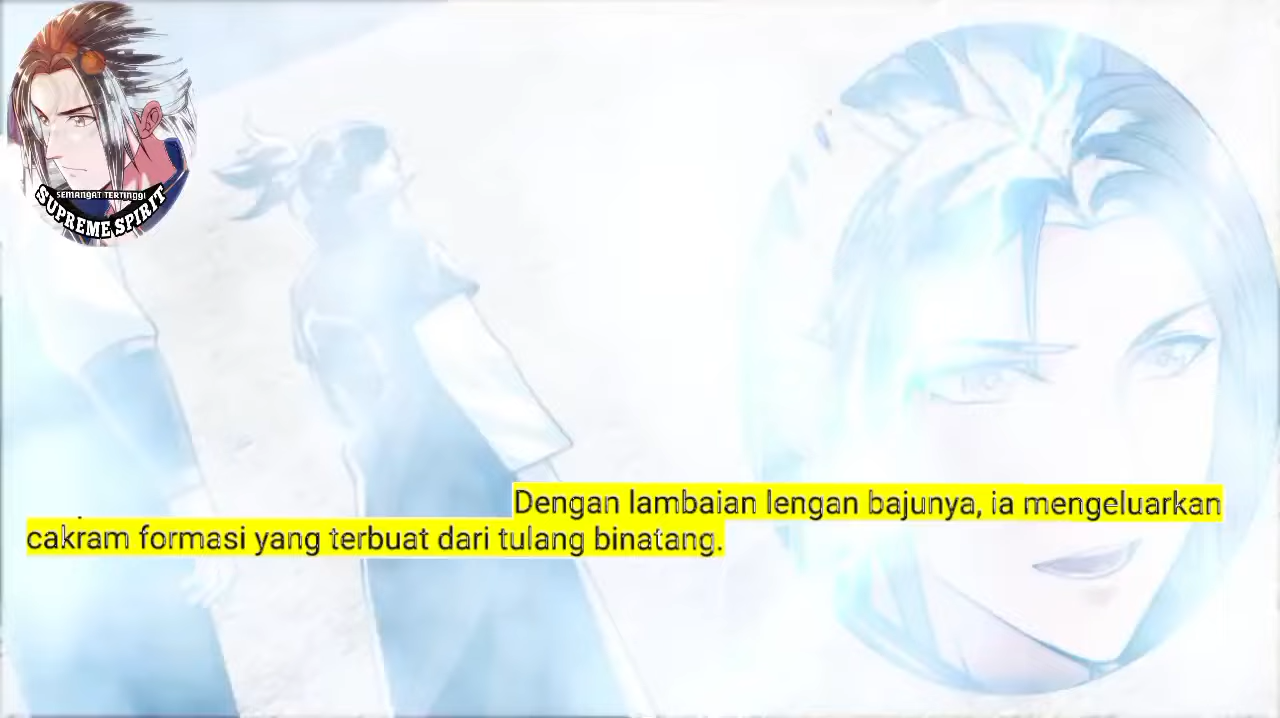 SEMANGAT TERTINGGI
SUPREME SPIRIT
Dengan lambaian lengan bajunya, ia mengeluarkan
cakram formasi yang terbuat dari tulang binatang.